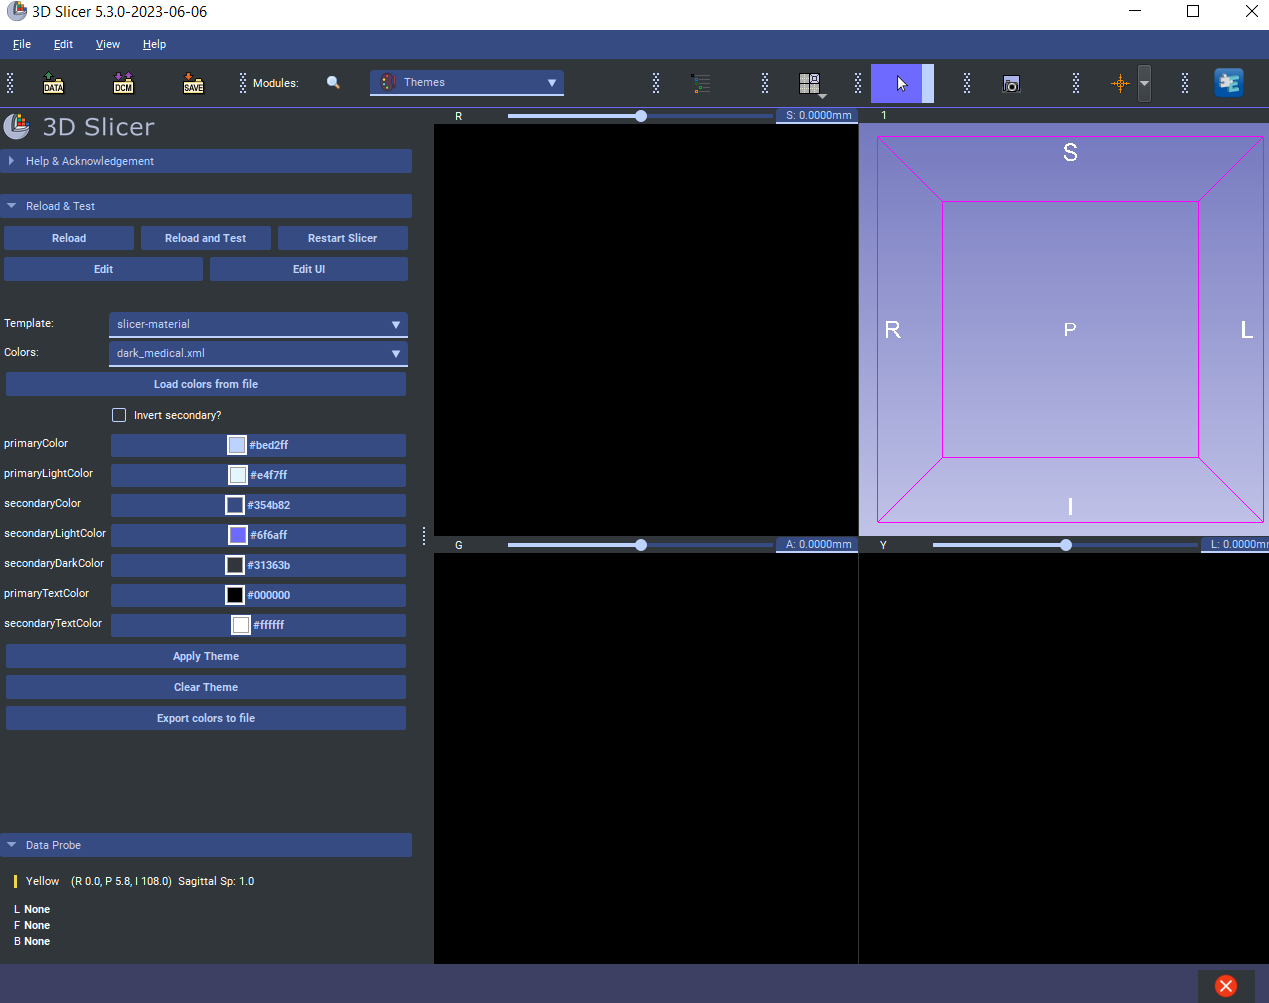 3D Slicer 5.3.0-2023-06-06
File Edit View Help
DATA DCM SAVE Modules: Themes
3D Slicer
Help & Acknowledgement
Reload & Test
Reload Reload and Test Restart Slicer
Edit Edit UI
Template: slicer-material
Colors: dark_medical.xml
Load colors from file
Invert secondary?
primaryColor #bed2ff
primaryLightColor #e4f7ff
secondaryColor #354b82
secondaryLightColor #6f6aff
secondaryDarkColor #31363b
primaryTextColor #000000
secondaryTextColor #ffffff
Apply Theme
Clear Theme
Export colors to file
Data Probe
Yellow (R 0.0, P 5.8, I 108.0) Sagittal Sp: 1.0
L None
F None
B None
R S: 0.0000mm
1
S
R P L
I
G A: 0.0000mm
Y L: 0.0000mm